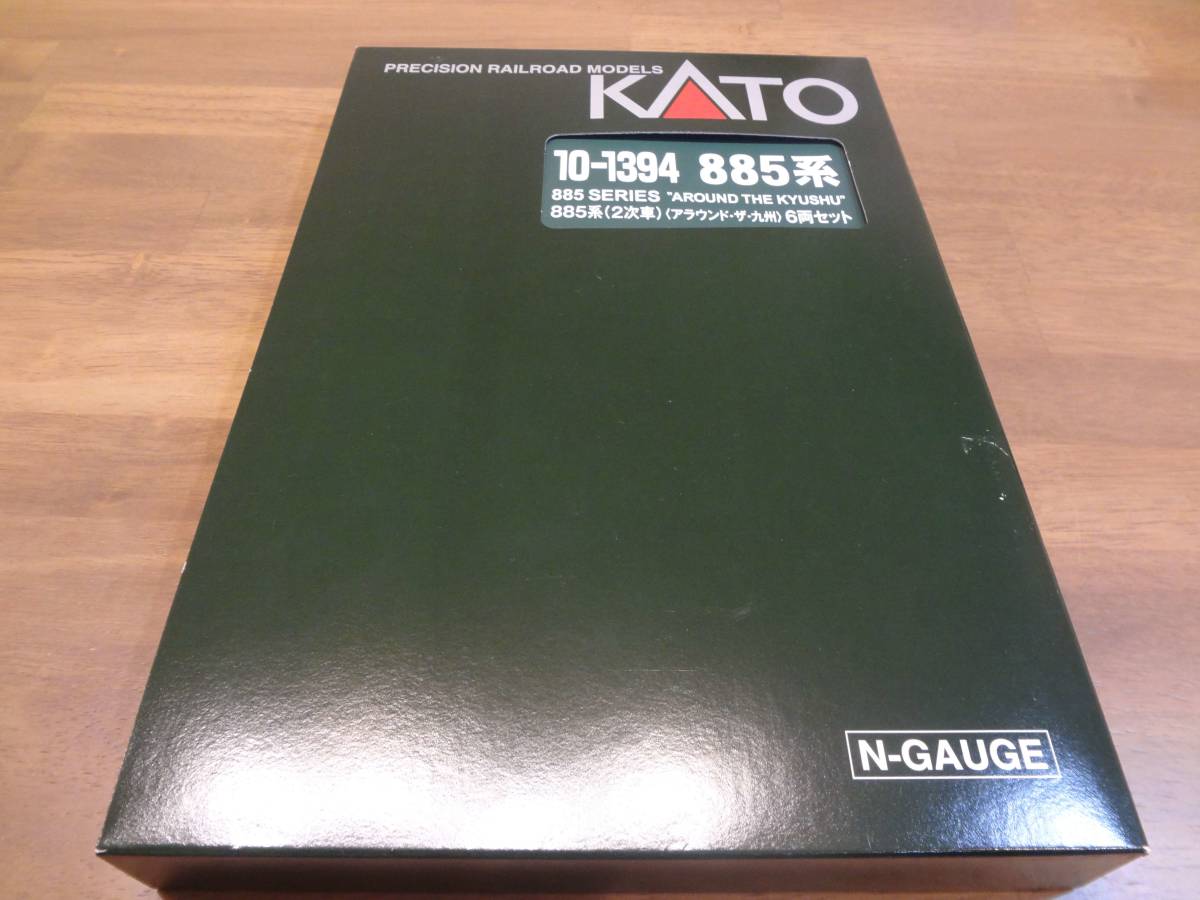 PRECISION RAILROAD MODELS
KATO
10-1394 885系
885 SERIES "AROUND THE KYUSHU"
885系(2次車)〈アラウンド・ザ・九州〉6両セット
N-GAUGE